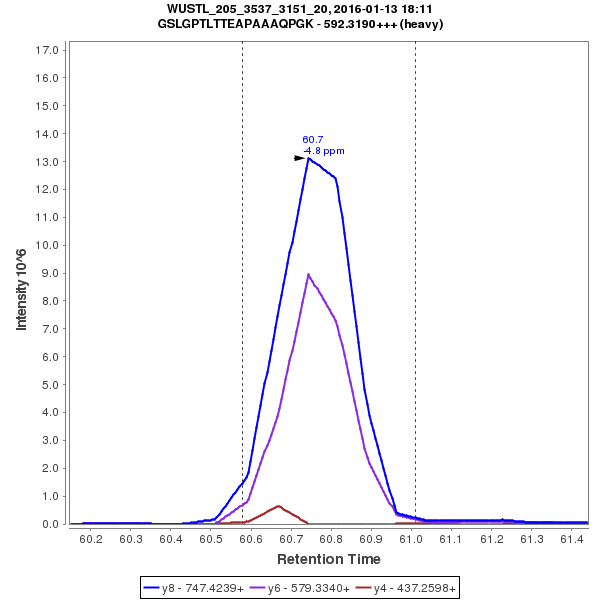 WUSTL_205_3537_3151_20, 2016-01-13 18:11
GSLGPTLTTEAPAAAQPGK - 592.3190+++ (heavy)
17.0
16.0
15.0
14.0
13.0
12.0
11.0
10.0
9.0
8.0
7.0
6.0
5.0
4.0
3.0
2.0
1.0
0.0
Intensity 10^6
60.7
-4.8 ppm
60.2 60.3 60.4 60.5 60.6 60.7 60.8 60.9 61.0 61.1 61.2 61.3 61.4
Retention Time
y8 - 747.4239+ y6 - 579.3340+ y4 - 437.2598+